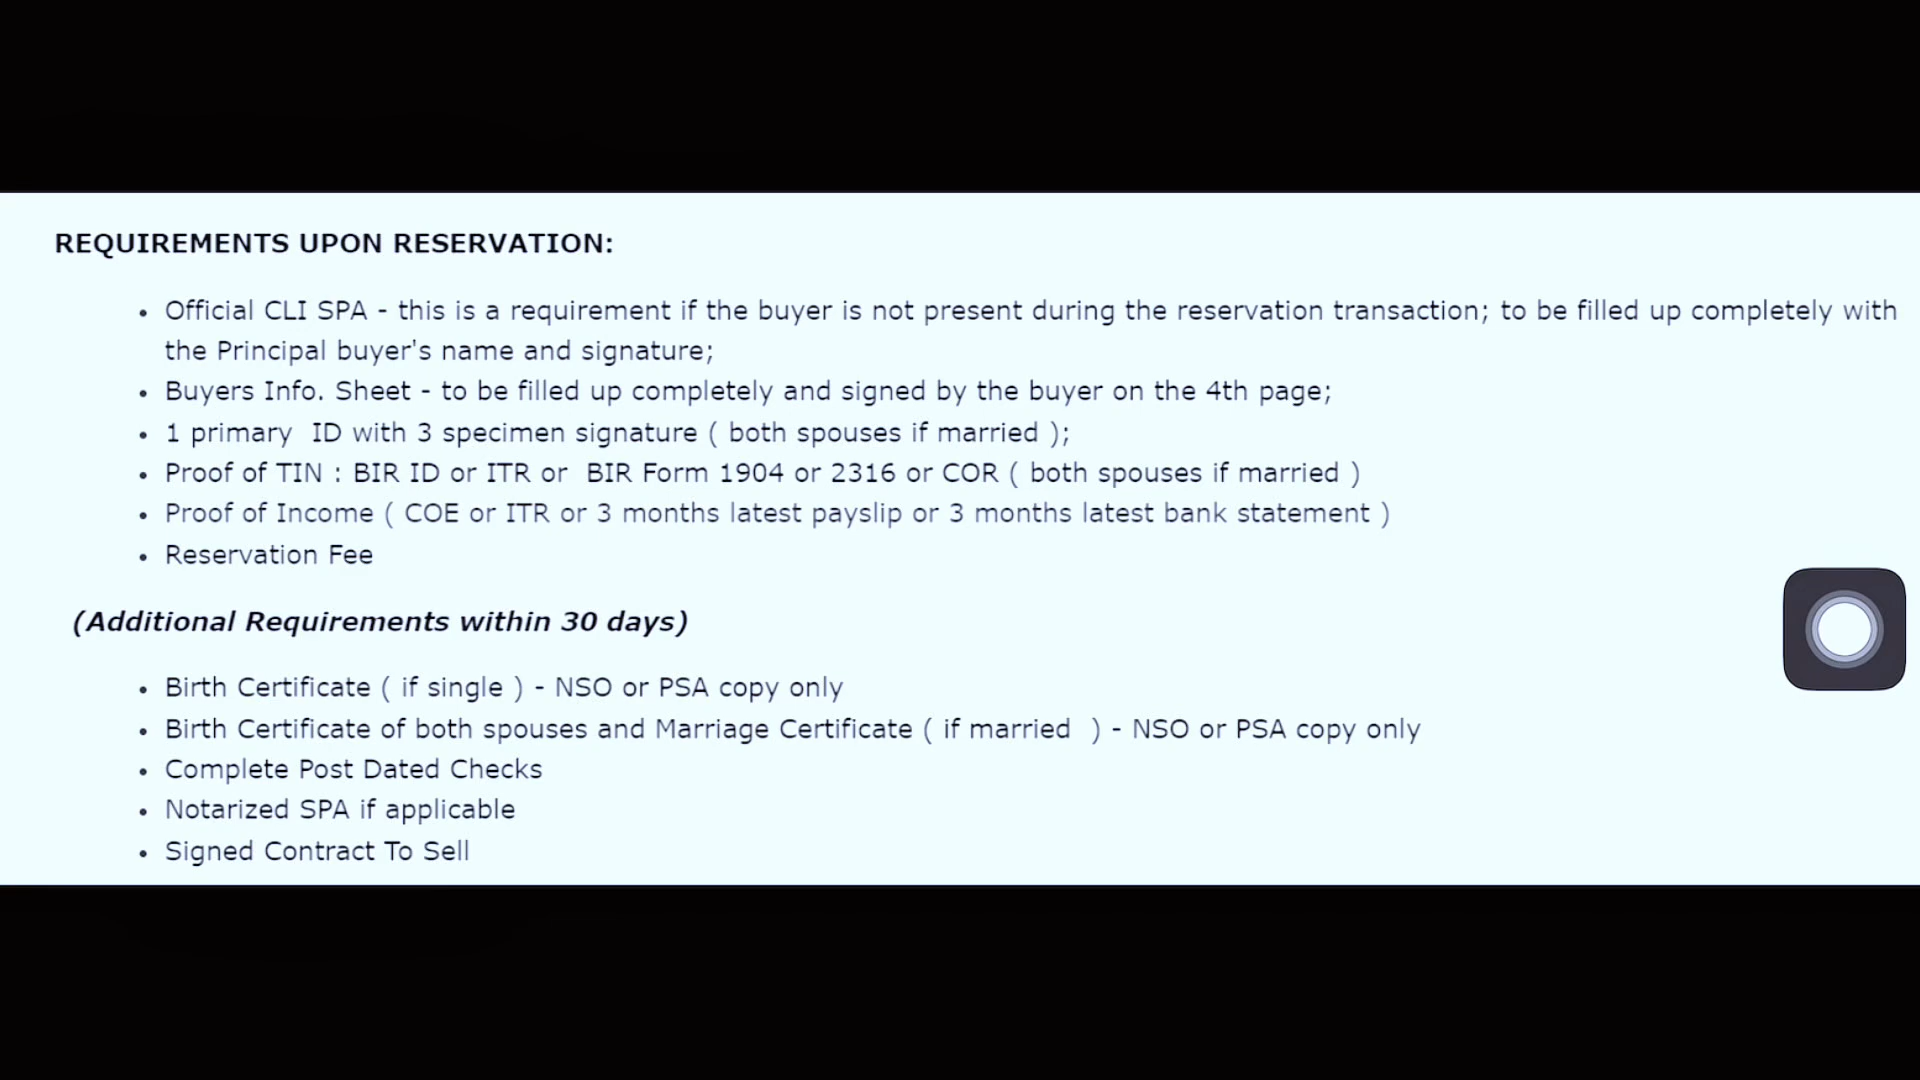 REQUIREMENTS UPON RESERVATION:
• Official CLI SPA - this is a requirement if the buyer is not present during the reservation transaction; to be filled up completely with
the Principal buyer's name and signature;
• Buyers Info. Sheet - to be filled up completely and signed by the buyer on the 4th page;
• 1 primary  ID with 3 specimen signature ( both spouses if married );
• Proof of TIN : BIR ID or ITR or  BIR Form 1904 or 2316 or COR ( both spouses if married )
• Proof of Income ( COE or ITR or 3 months latest payslip or 3 months latest bank statement )
• Reservation Fee
(Additional Requirements within 30 days)
• Birth Certificate ( if single ) - NSO or PSA copy only
• Birth Certificate of both spouses and Marriage Certificate ( if married  ) - NSO or PSA copy only
• Complete Post Dated Checks
• Notarized SPA if applicable
• Signed Contract To Sell